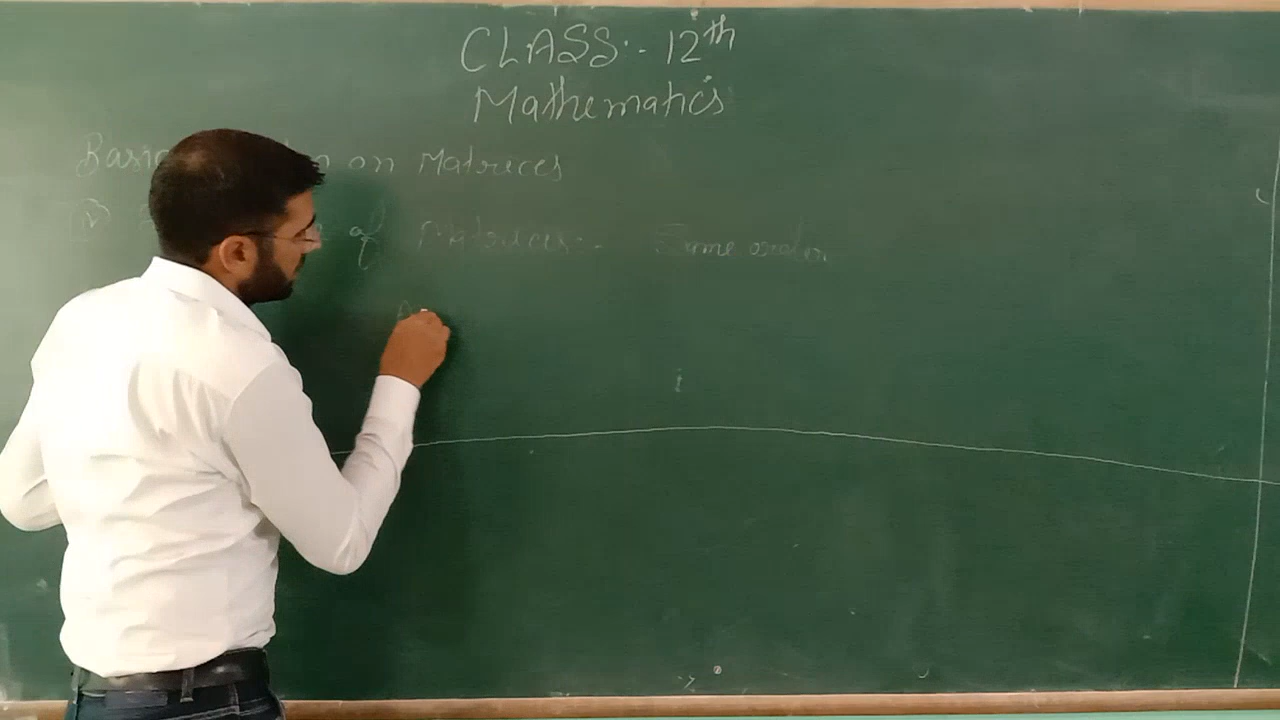 CLASS:- 12th
Mathematics
Basic on Matrices
of Matrices:- Same order